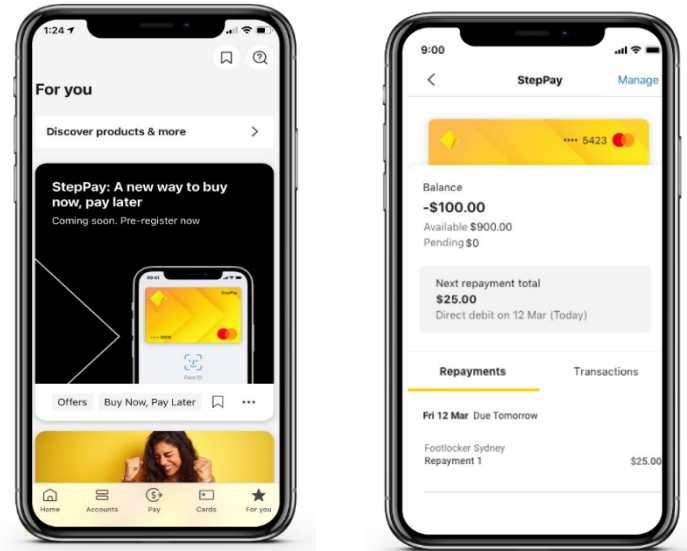 1:24
For you
Discover products & more
StepPay: A new way to buy
now, pay later
Coming soon. Pre-register now
StepPay
Face ID
Offers
Buy Now, Pay Later
Home
Accounts
Pay
Cards
For you
9:00
StepPay
Manage
•••• 5423
Balance
-$100.00
Available $900.00
Pending $0
Next repayment total
$25.00
Direct debit on 12 Mar (Today)
Repayments
Transactions
Fri 12 Mar Due Tomorrow
Footlocker Sydney
Repayment 1 $25.00